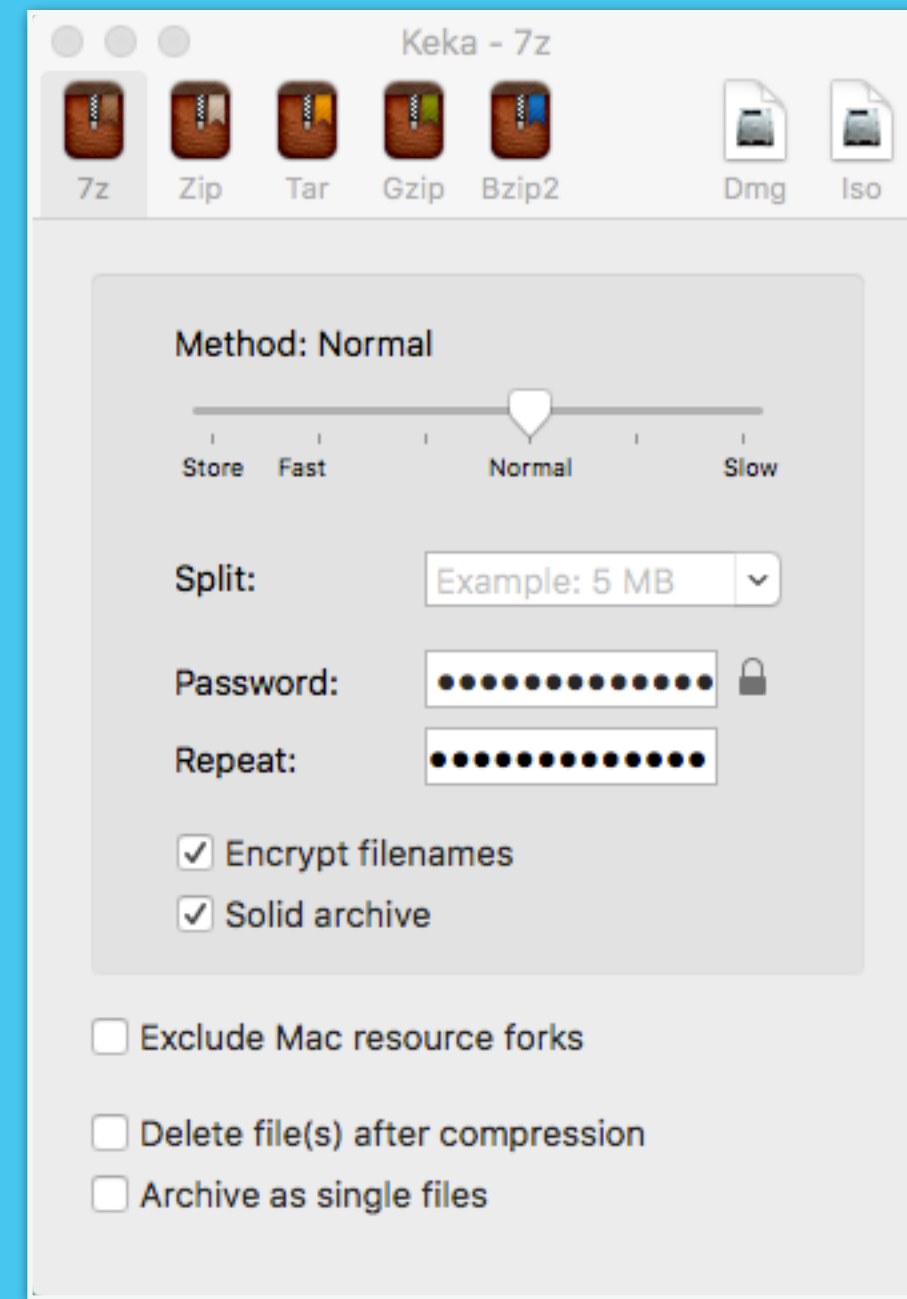 Keka - 7z
7z Zip Tar Gzip Bzip2 Dmg Iso
Method: Normal
Store Fast Normal Slow
Split: Example: 5 MB
Password: ●●●●●●●●●●●●●
Repeat: ●●●●●●●●●●●●●
Encrypt filenames
Solid archive
Exclude Mac resource forks
Delete file(s) after compression
Archive as single files